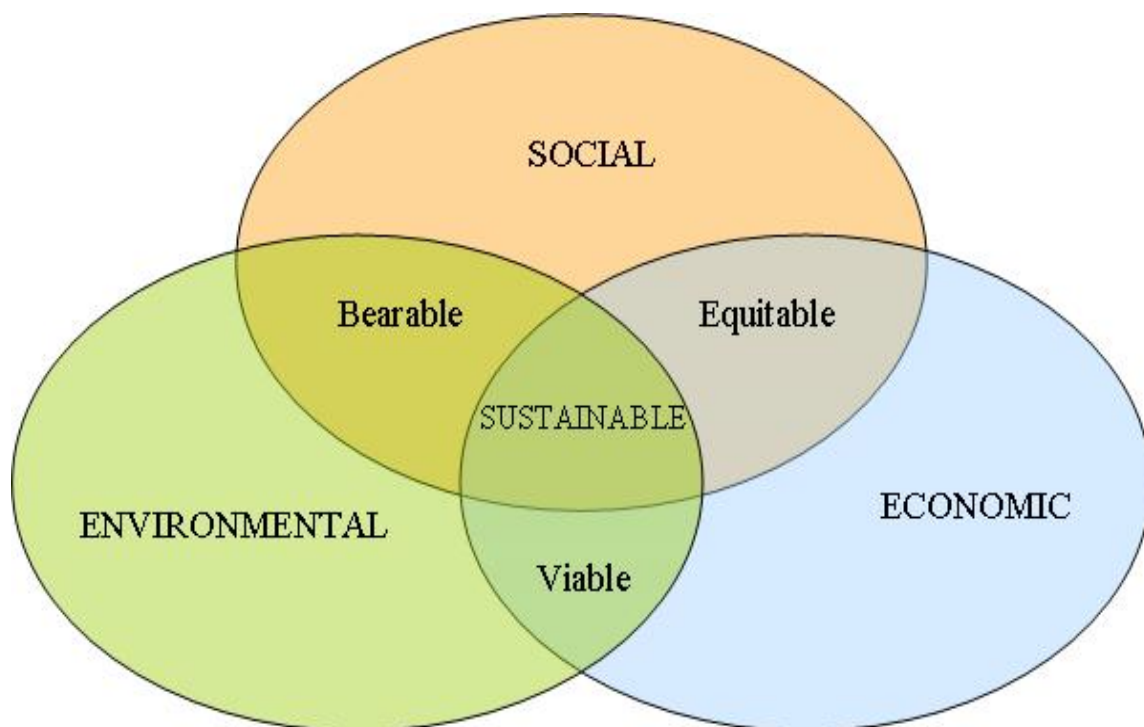 SOCIAL
Bearable
Equitable
SUSTAINABLE
ENVIRONMENTAL
ECONOMIC
Viable